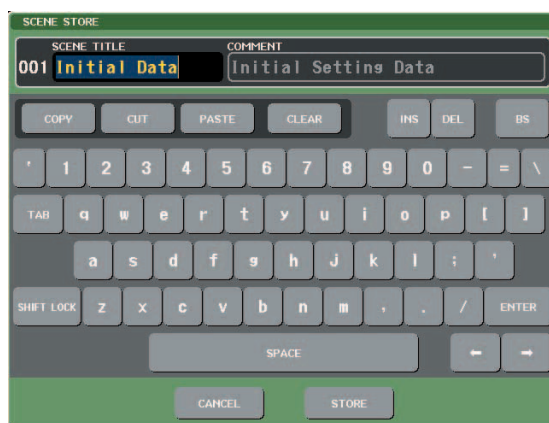 SCENE STORE
SCENE TITLE COMMENT
001 Initial Data Initial Setting Data
COPY CUT PASTE CLEAR INS DEL BS
' 1 2 3 4 5 6 7 8 9 0 - = \
TAB q w e r t y u i o p [ ]
a s d f g h j k l ; '
SHIFT LOCK z x c v b n m , . / ENTER
SPACE ← →
CANCEL STORE